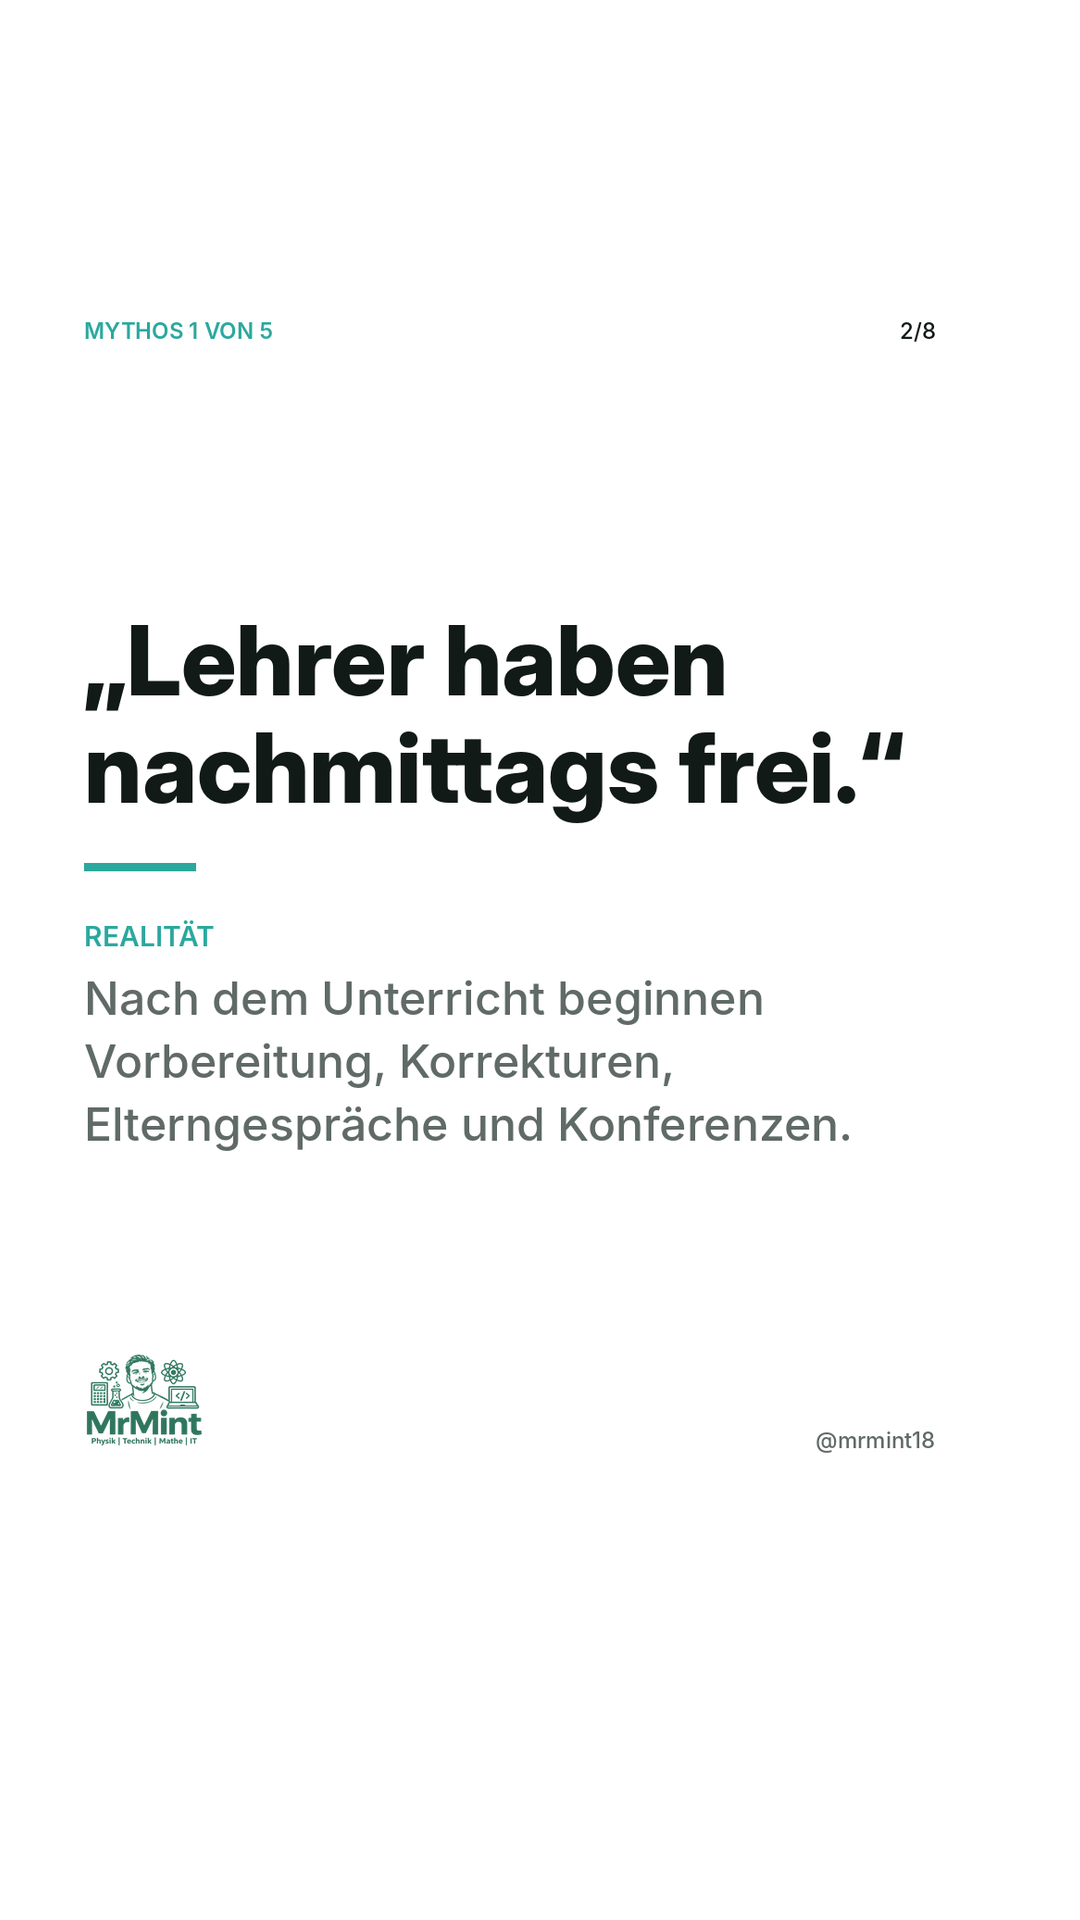 MYTHOS 1 VON 5
2/8
„Lehrer haben
nachmittags frei.“
REALITÄT
Nach dem Unterricht beginnen
Vorbereitung, Korrekturen,
Elterngespräche und Konferenzen.
</>
MrMint
Physik | Technik | Mathe | IT
@mrmint18